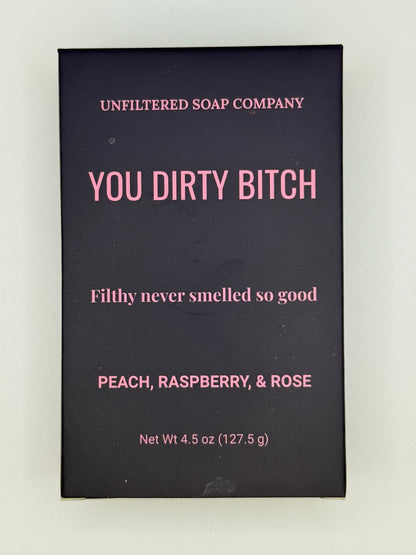 UNFILTERED SOAP COMPANY
YOU DIRTY BITCH
Filthy never smelled so good
PEACH, RASPBERRY, & ROSE
Net Wt 4.5 oz (127.5 g)